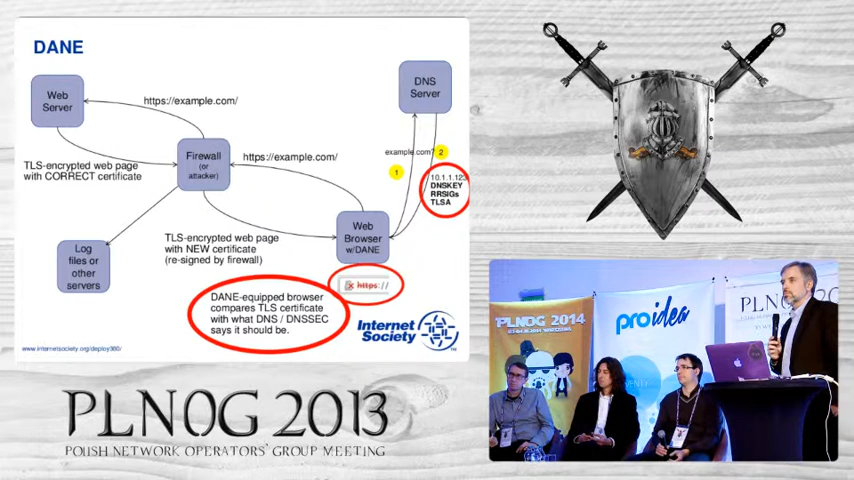 DANE
Web
Server
https://example.com/
DNS
Server
Firewall
(or
attacker)
https://example.com/
example.com?
1
2
10.1.1.123
DNSKEY
RRSIGs
TLSA
TLS-encrypted web page
with CORRECT certificate
Log
files or
other
servers
TLS-encrypted web page
with NEW certificate
(re-signed by firewall)
Web
Browser
w/DANE
https://
DANE-equipped browser
compares TLS certificate
with what DNS / DNSSEC
says it should be.
Internet
Society
www.internetsociety.org/deploy360/
PLNOG 2013
POLISH NETWORK OPERATORS' GROUP MEETING
PLNOG 2014
proidea
PLNOG 20